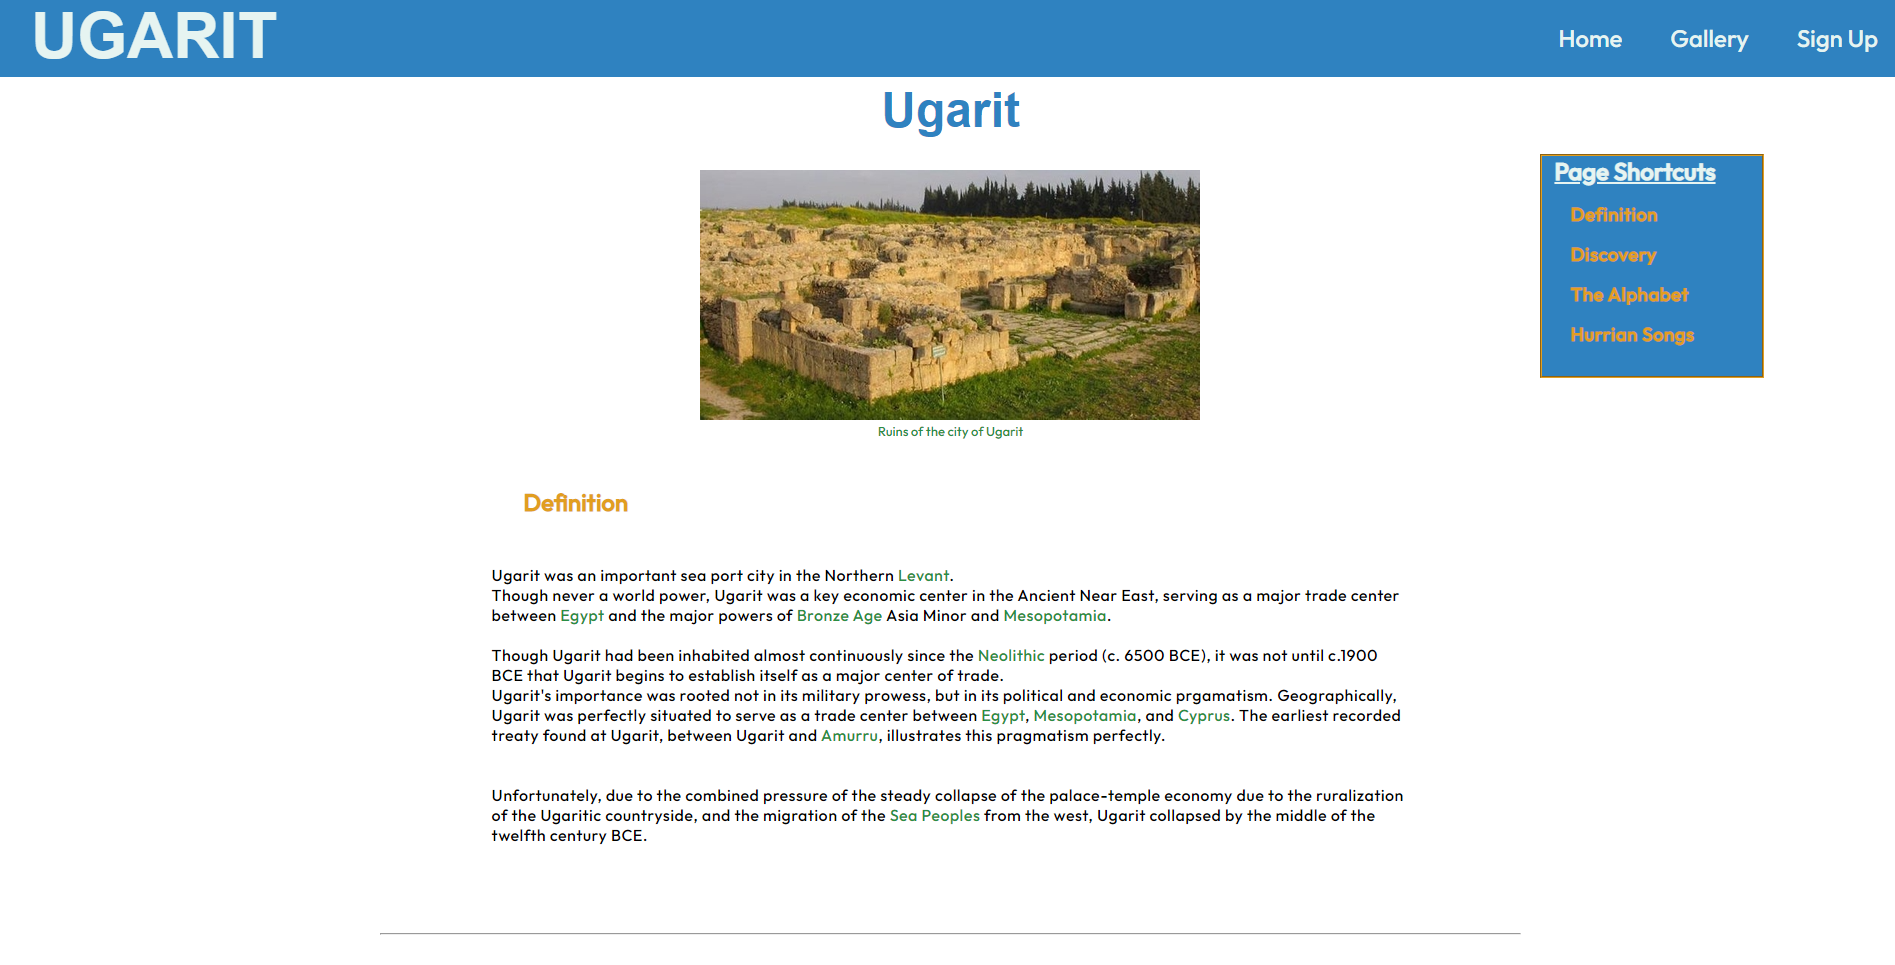 UGARIT
Home Gallery Sign Up
Ugarit
Page Shortcuts
Definition
Discovery
The Alphabet
Hurrian Songs
Ruins of the city of Ugarit
Definition
Ugarit was an important sea port city in the Northern Levant.
Though never a world power, Ugarit was a key economic center in the Ancient Near East, serving as a major trade center
between Egypt and the major powers of Bronze Age Asia Minor and Mesopotamia.
Though Ugarit had been inhabited almost continuously since the Neolithic period (c. 6500 BCE), it was not until c.1900
BCE that Ugarit begins to establish itself as a major center of trade.
Ugarit's importance was rooted not in its military prowess, but in its political and economic prgamatism. Geographically,
Ugarit was perfectly situated to serve as a trade center between Egypt, Mesopotamia, and Cyprus. The earliest recorded
treaty found at Ugarit, between Ugarit and Amurru, illustrates this pragmatism perfectly.
Unfortunately, due to the combined pressure of the steady collapse of the palace-temple economy due to the ruralization
of the Ugaritic countryside, and the migration of the Sea Peoples from the west, Ugarit collapsed by the middle of the
twelfth century BCE.